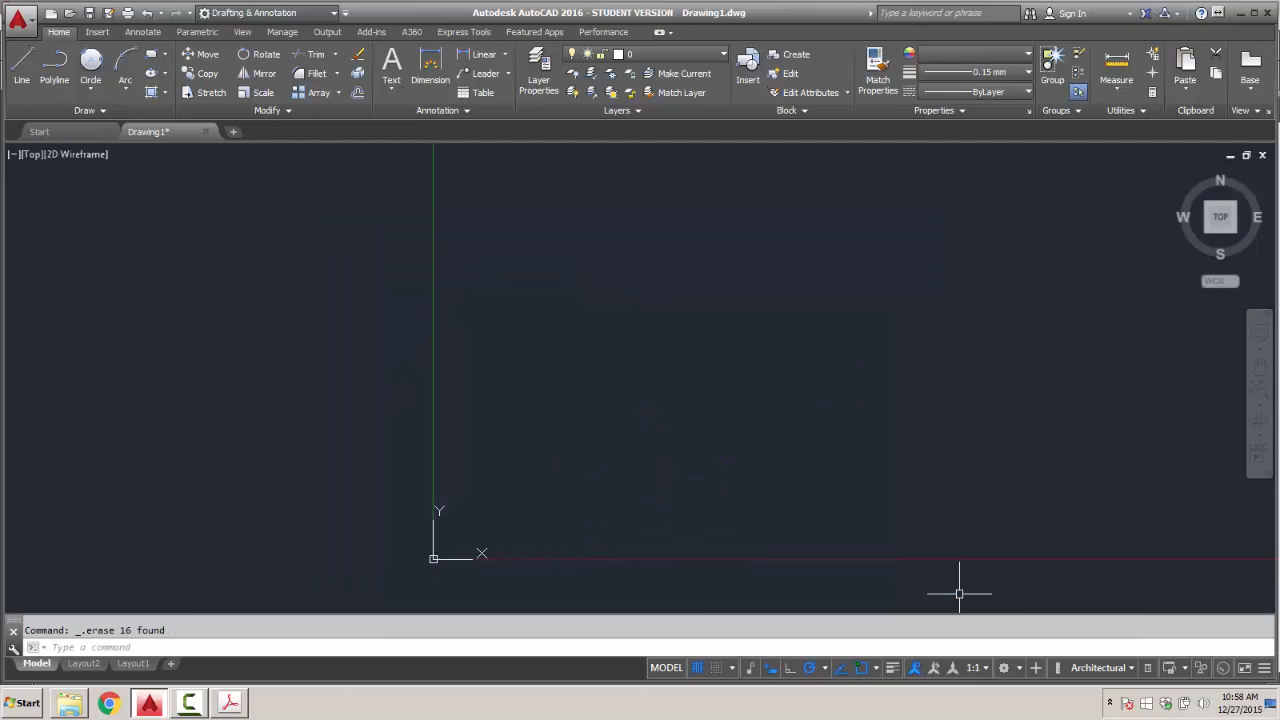 Drafting & Annotation
Autodesk AutoCAD 2016 - STUDENT VERSION Drawing1.dwg
Type a keyword or phrase
Sign In
Home Insert Annotate Parametric View Manage Output Add-ins A360 Express Tools Featured Apps Performance
Line
Polyline
Circle
Arc
Draw
Move
Rotate
Trim
Copy
Mirror
Fillet
Stretch
Scale
Array
Modify
A
Text
Dimension
Linear
Leader
Table
Annotation
Layer
Properties
0
Make Current
Match Layer
Layers
Insert
Create
Edit
Edit Attributes
Block
Match
Properties
0.15 mm
ByLayer
Properties
Group
Groups
Measure
Utilities
Paste
Clipboard
Base
View
Start
Drawing1*
[−][Top][2D Wireframe]
N
W
TOP
E
S
WCS
Y
X
Command: _.erase 16 found
Type a command
Model Layout2 Layout1
MODEL
1:1
Architectural
Start
10:58 AM
12/27/2015